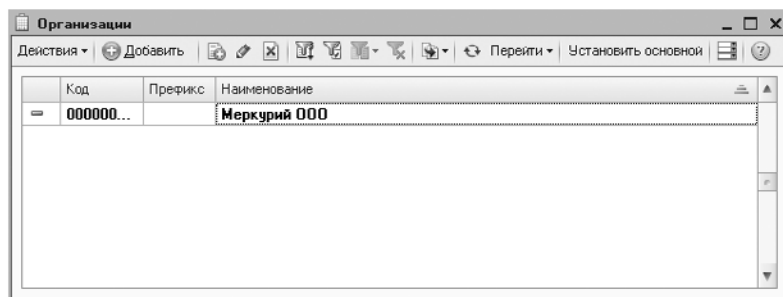 Организации
Действия Добавить Перейти Установить основной
Код Префикс Наименование
000000... Меркурий ООО